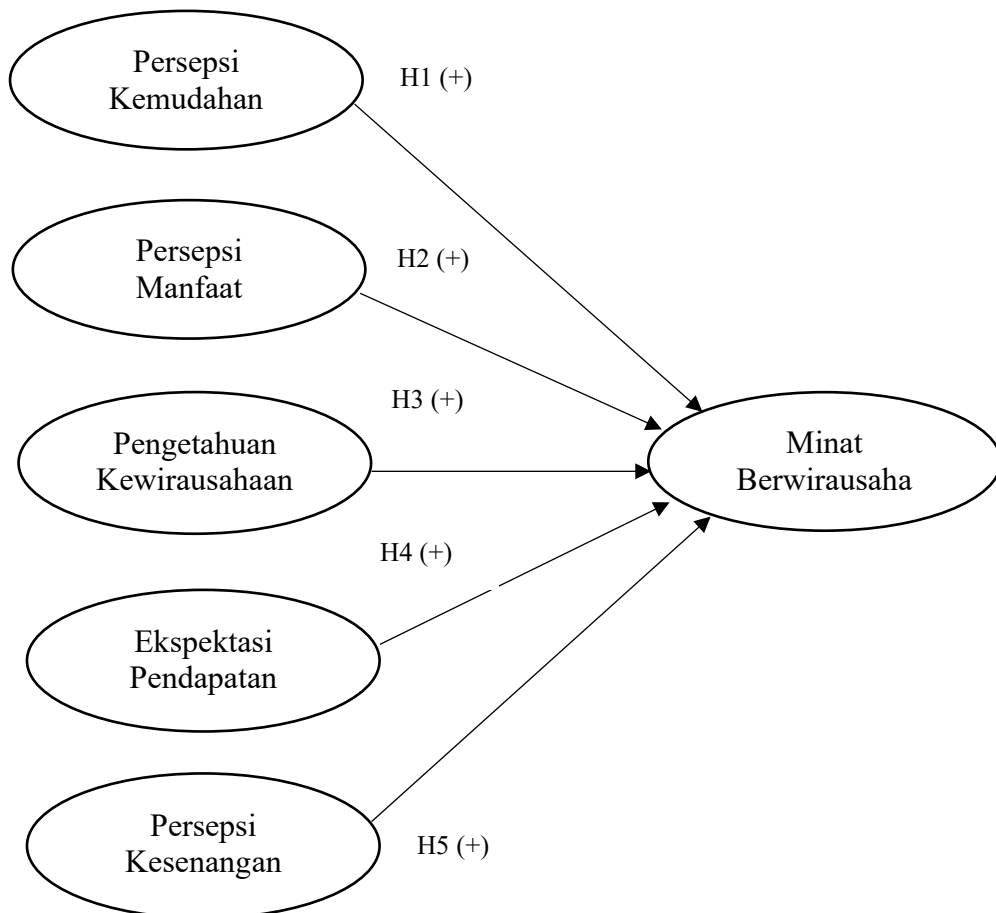 Persepsi
Kemudahan
H1 (+)
Persepsi
Manfaat
H2 (+)
H3 (+)
Pengetahuan
Kewirausahaan
Minat
Berwirausaha
H4 (+)
Ekspektasi
Pendapatan
Persepsi
Kesenangan
H5 (+)